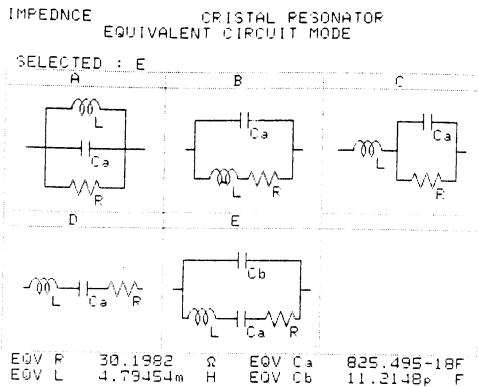 IMPEDNCE CRISTAL RESONATOR
EQUIVALENT CIRCUIT MODE
SELECTED : E
A B C
L
Ca
R
Ca
L R
Ca
L
R
D E
L Ca R
Cb
L Ca R
EQV R 30.1982 Ω EQV Ca 825.495-18F
EQV L 4.79454m H EQV Cb 11.2148p F